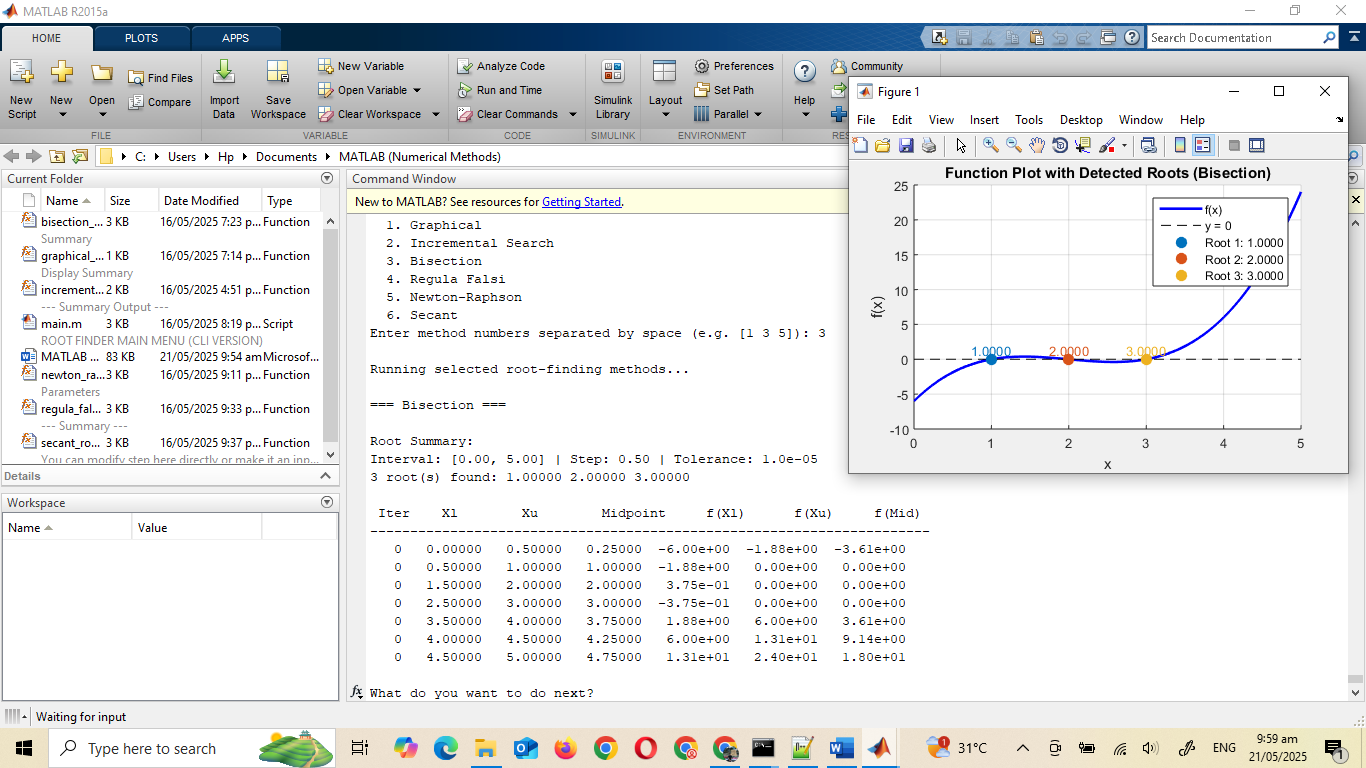 MATLAB R2015a
HOME PLOTS APPS
Search Documentation
New Script
New
Open
Find Files
Compare
Import Data
Save Workspace
New Variable
Open Variable
Clear Workspace
Analyze Code
Run and Time
Clear Commands
Simulink Library
Layout
Preferences
Set Path
Parallel
Help
Community
FILE VARIABLE CODE SIMULINK ENVIRONMENT RES
C: Users Hp Documents MATLAB (Numerical Methods)
Current Folder
Name Size Date Modified Type
bisection_... 3 KB 16/05/2025 7:23 p... Function
Summary
graphical_... 1 KB 16/05/2025 7:14 p... Function
Display Summary
increment... 2 KB 16/05/2025 4:51 p... Function
--- Summary Output ---
main.m 3 KB 16/05/2025 8:19 p... Script
ROOT FINDER MAIN MENU (CLI VERSION)
MATLAB ... 83 KB 21/05/2025 9:54 am Microsof...
newton_ra... 3 KB 16/05/2025 9:11 p... Function
Parameters
regula_fal... 3 KB 16/05/2025 9:33 p... Function
--- Summary ---
secant_ro... 3 KB 16/05/2025 9:37 p... Function
You can modify step here directly or make it an inp...
Details
Workspace
Name Value
Command Window
New to MATLAB? See resources for Getting Started.
1. Graphical
2. Incremental Search
3. Bisection
4. Regula Falsi
5. Newton-Raphson
6. Secant
Enter method numbers separated by space (e.g. [1 3 5]): 3
Running selected root-finding methods...
=== Bisection ===
Root Summary:
Interval: [0.00, 5.00] | Step: 0.50 | Tolerance: 1.0e-05
3 root(s) found: 1.00000 2.00000 3.00000
Iter Xl Xu Midpoint f(Xl) f(Xu) f(Mid)
----------------------------------------------------------------------
0 0.00000 0.50000 0.25000 -6.00e+00 -1.88e+00 -3.61e+00
0 0.50000 1.00000 1.00000 -1.88e+00 0.00e+00 0.00e+00
0 1.50000 2.00000 2.00000 3.75e-01 0.00e+00 0.00e+00
0 2.50000 3.00000 3.00000 -3.75e-01 0.00e+00 0.00e+00
0 3.50000 4.00000 3.75000 1.88e+00 6.00e+00 3.61e+00
0 4.00000 4.50000 4.25000 6.00e+00 1.31e+01 9.14e+00
0 4.50000 5.00000 4.75000 1.31e+01 2.40e+01 1.80e+01
fx What do you want to do next?
Figure 1
File Edit View Insert Tools Desktop Window Help
Function Plot with Detected Roots (Bisection)
25
20
15
10
5
0
-5
-10
f(x)
f(x)
y = 0
Root 1: 1.0000
Root 2: 2.0000
Root 3: 3.0000
1.0000 2.0000 3.0000
0 1 2 3 4 5
x
Waiting for input
Type here to search
1
31°C
ENG
9:59 am
21/05/2025
1